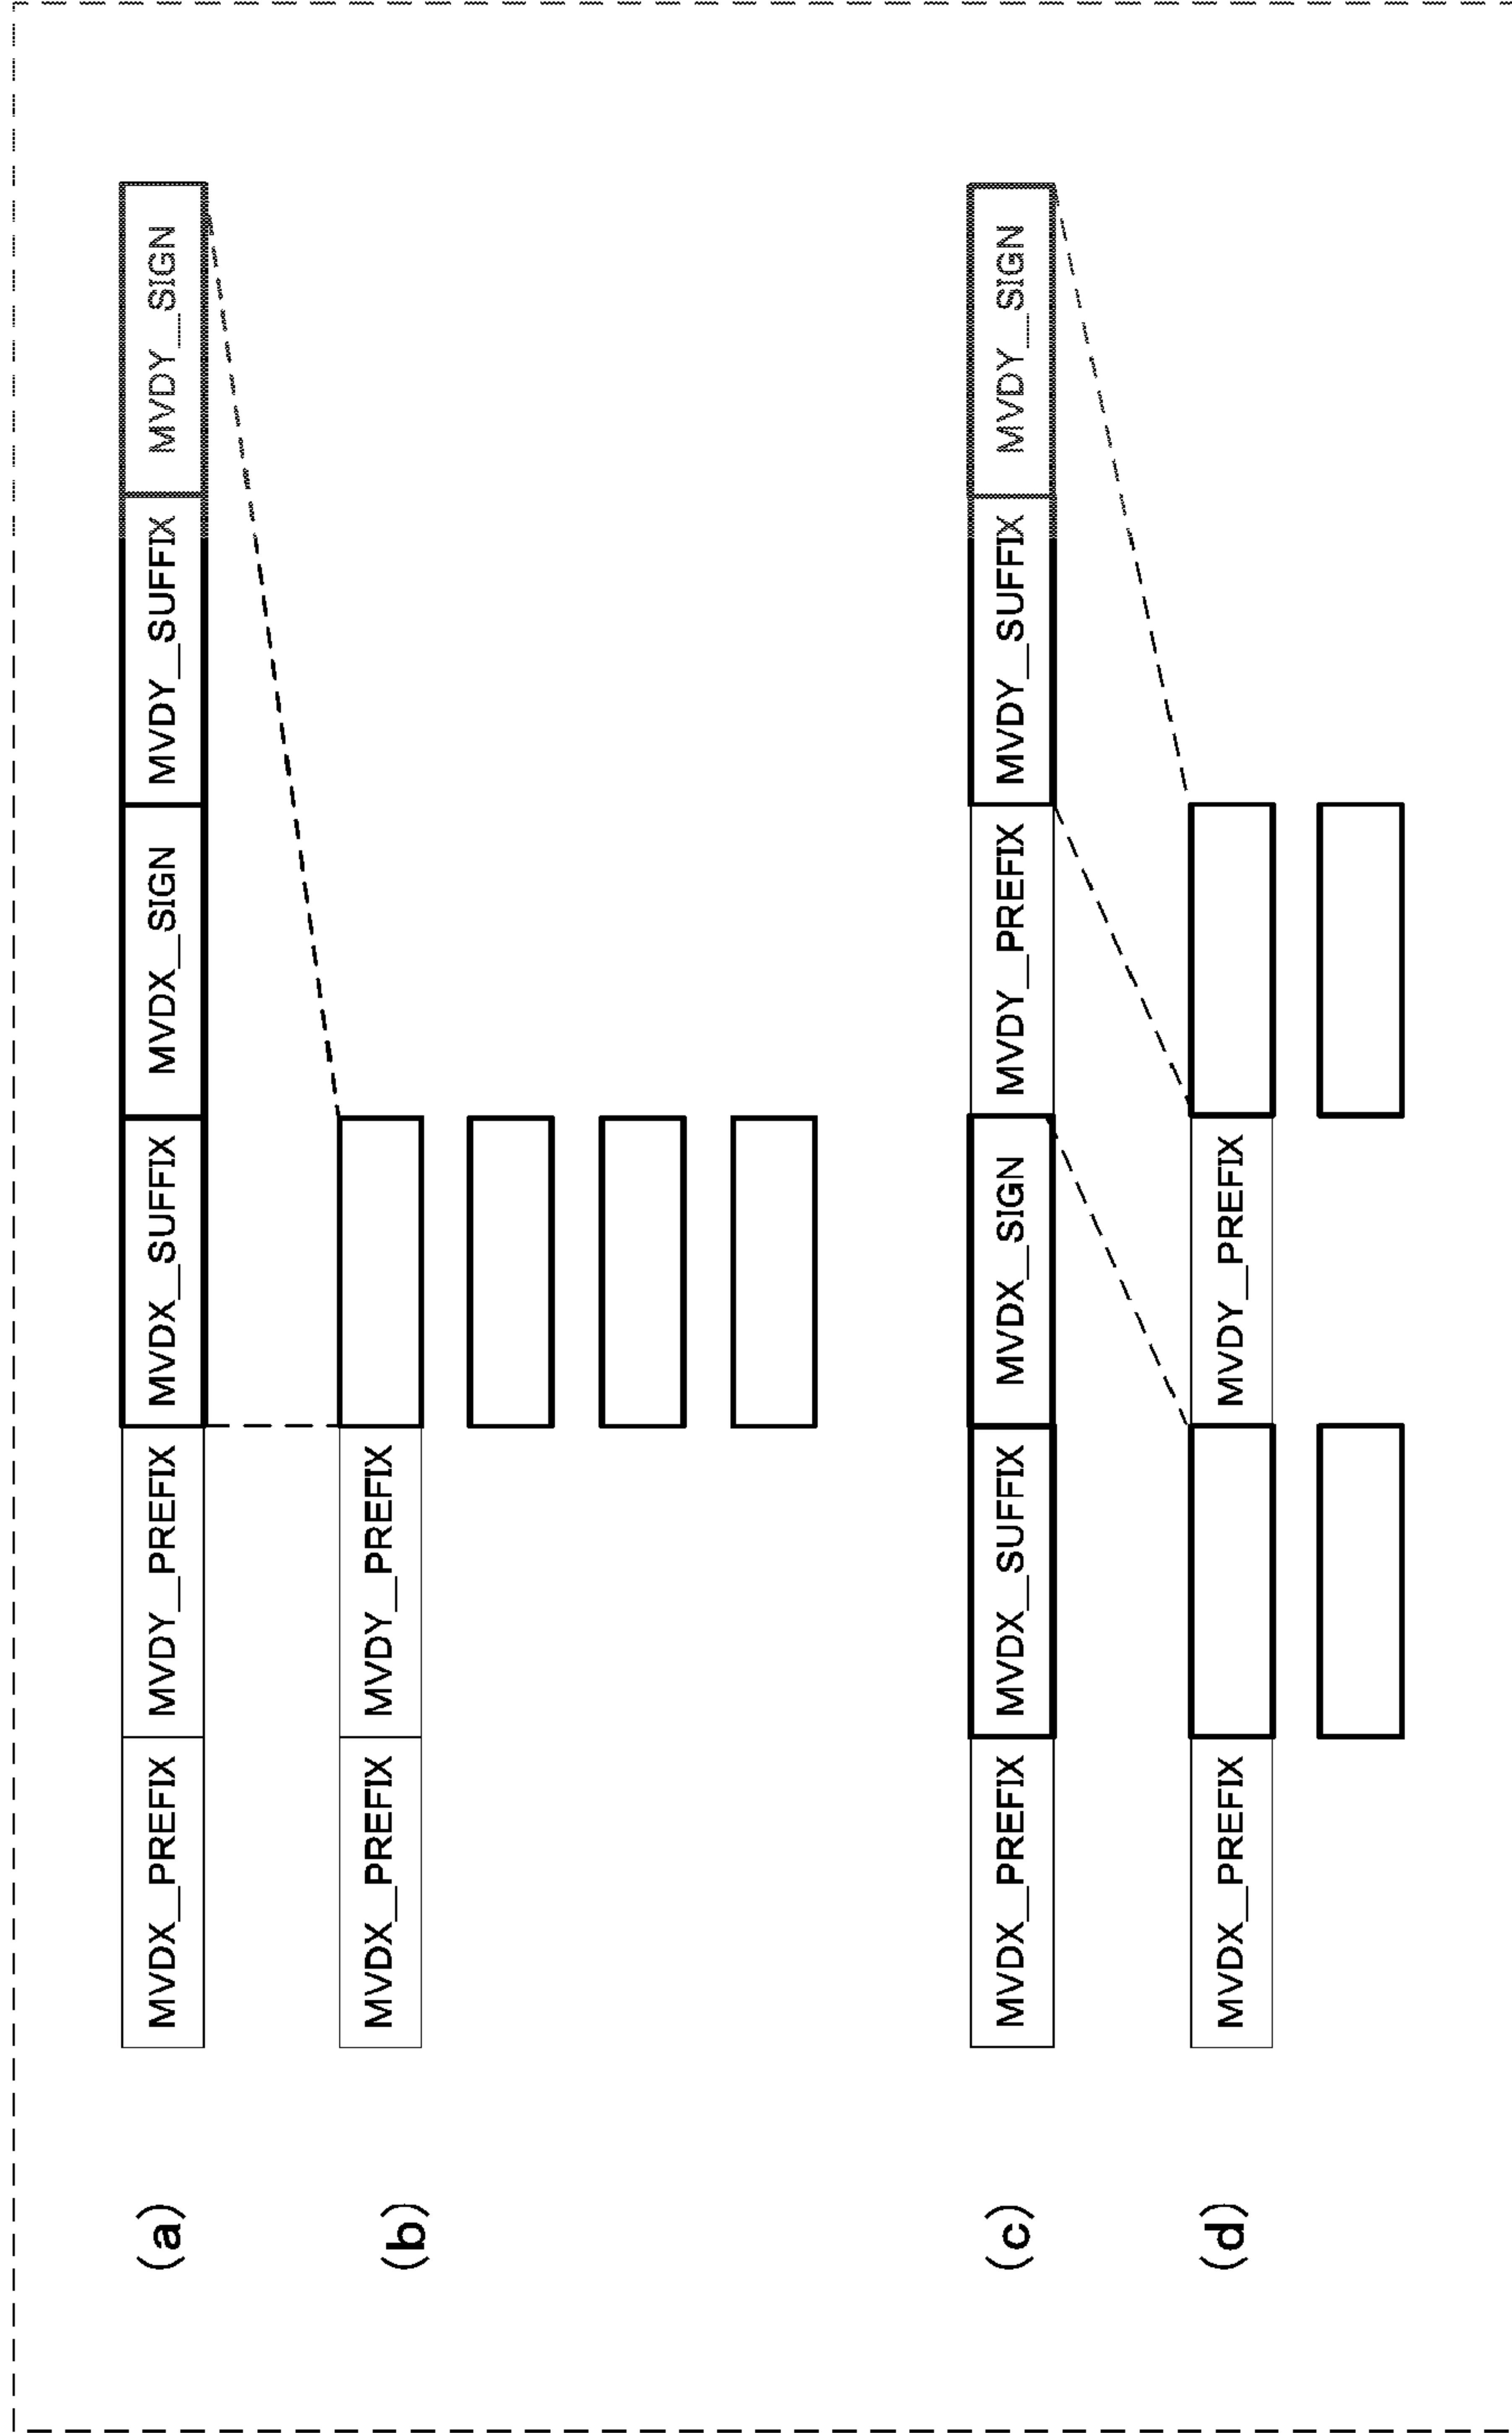 (a) MVDX_PREFIX MVDY_PREFIX MVDX_SUFFIX MVDX_SIGN MVDY_SUFFIX MVDY_SIGN
(b) MVDX_PREFIX MVDY_PREFIX
(c) MVDX_PREFIX MVDX_SUFFIX MVDX_SIGN MVDY_PREFIX MVDY_SUFFIX MVDY_SIGN
(d) MVDX_PREFIX MVDY_PREFIX